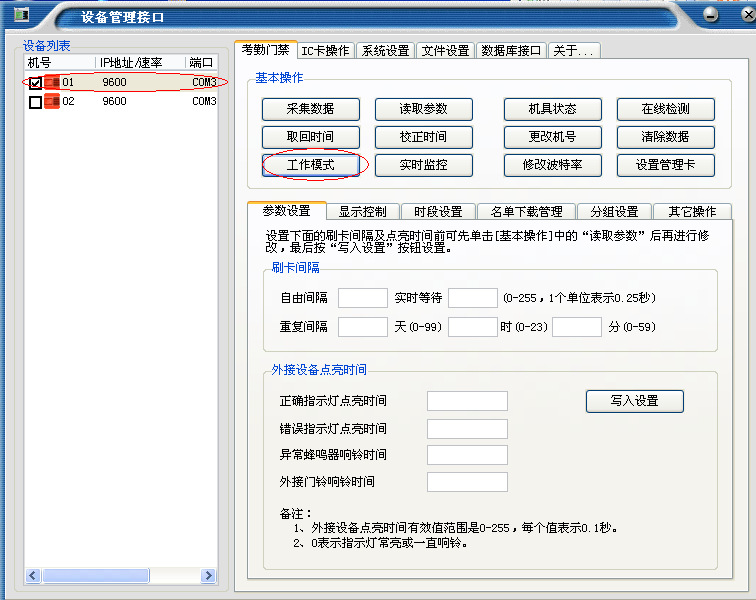 设备管理接口
设备列表
机号 IP地址/速率 端口
01 9600 COM3
02 9600 COM3
考勤门禁 IC卡操作 系统设置 文件设置 数据库接口 关于...
基本操作
采集数据 读取参数 机具状态 在线检测
取回时间 校正时间 更改机号 清除数据
工作模式 实时监控 修改波特率 设置管理卡
参数设置 显示控制 时段设置 名单下载管理 分组设置 其它操作
设置下面的刷卡间隔及点亮时间前可先单击[基本操作]中的“读取参数”后再进行修
改，最后按“写入设置”按钮设置。
刷卡间隔
自由间隔 实时等待 (0-255，1个单位表示0.25秒)
重复间隔 天(0-99) 时(0-23) 分(0-59)
外接设备点亮时间
正确指示灯点亮时间 写入设置
错误指示灯点亮时间
异常蜂鸣器响铃时间
外接门铃响铃时间
备注：
1、外接设备点亮时间有效值范围是0-255，每个值表示0.1秒。
2、0表示指示灯常亮或一直响铃。